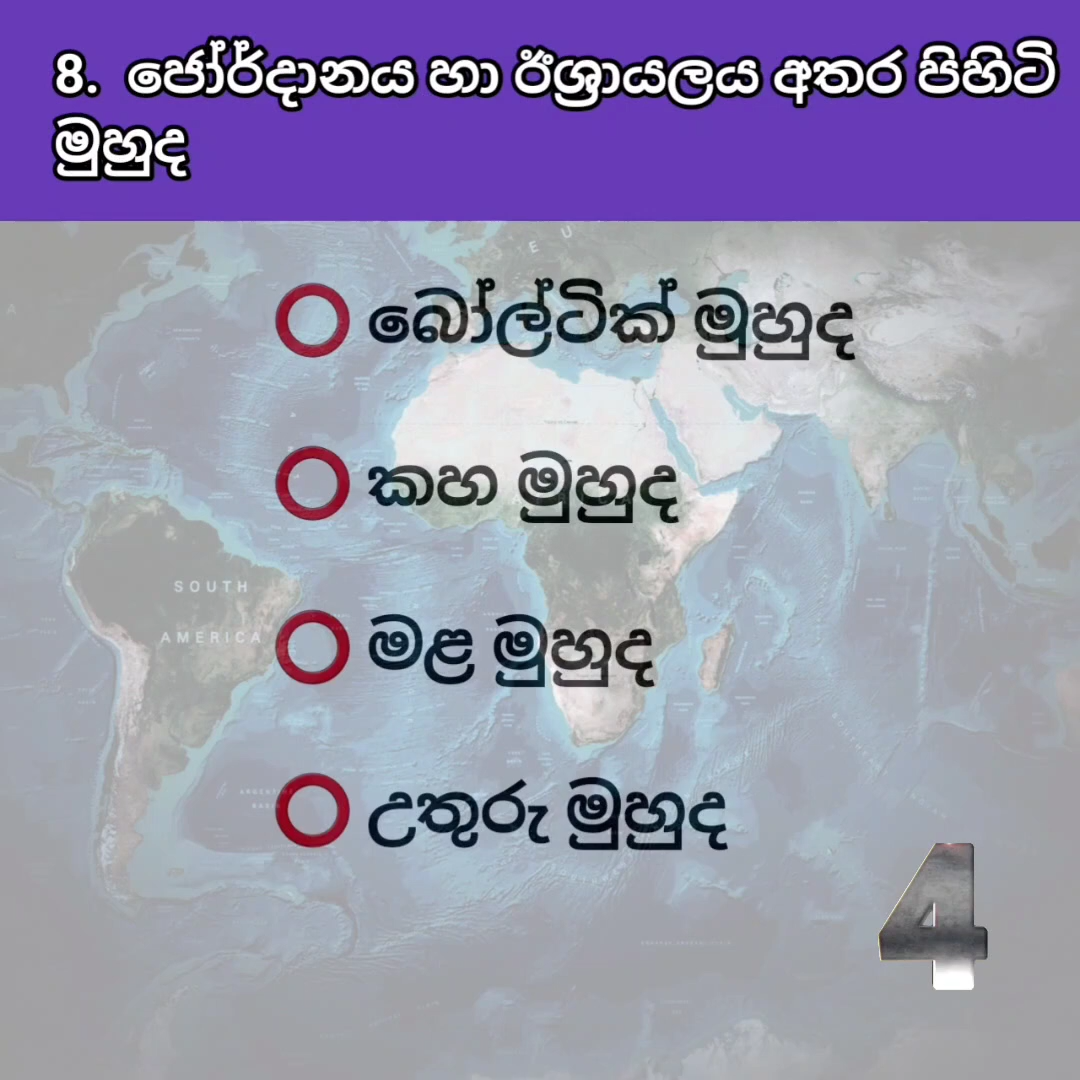 8. ජෝර්දානය හා ඊශ්‍රායලය අතර පිහිටි
මුහුද
E U
බෝල්ටික් මුහුද
කහ මුහුද
SOUTH
AMERICA
මළ මුහුද
උතුරු මුහුද
4